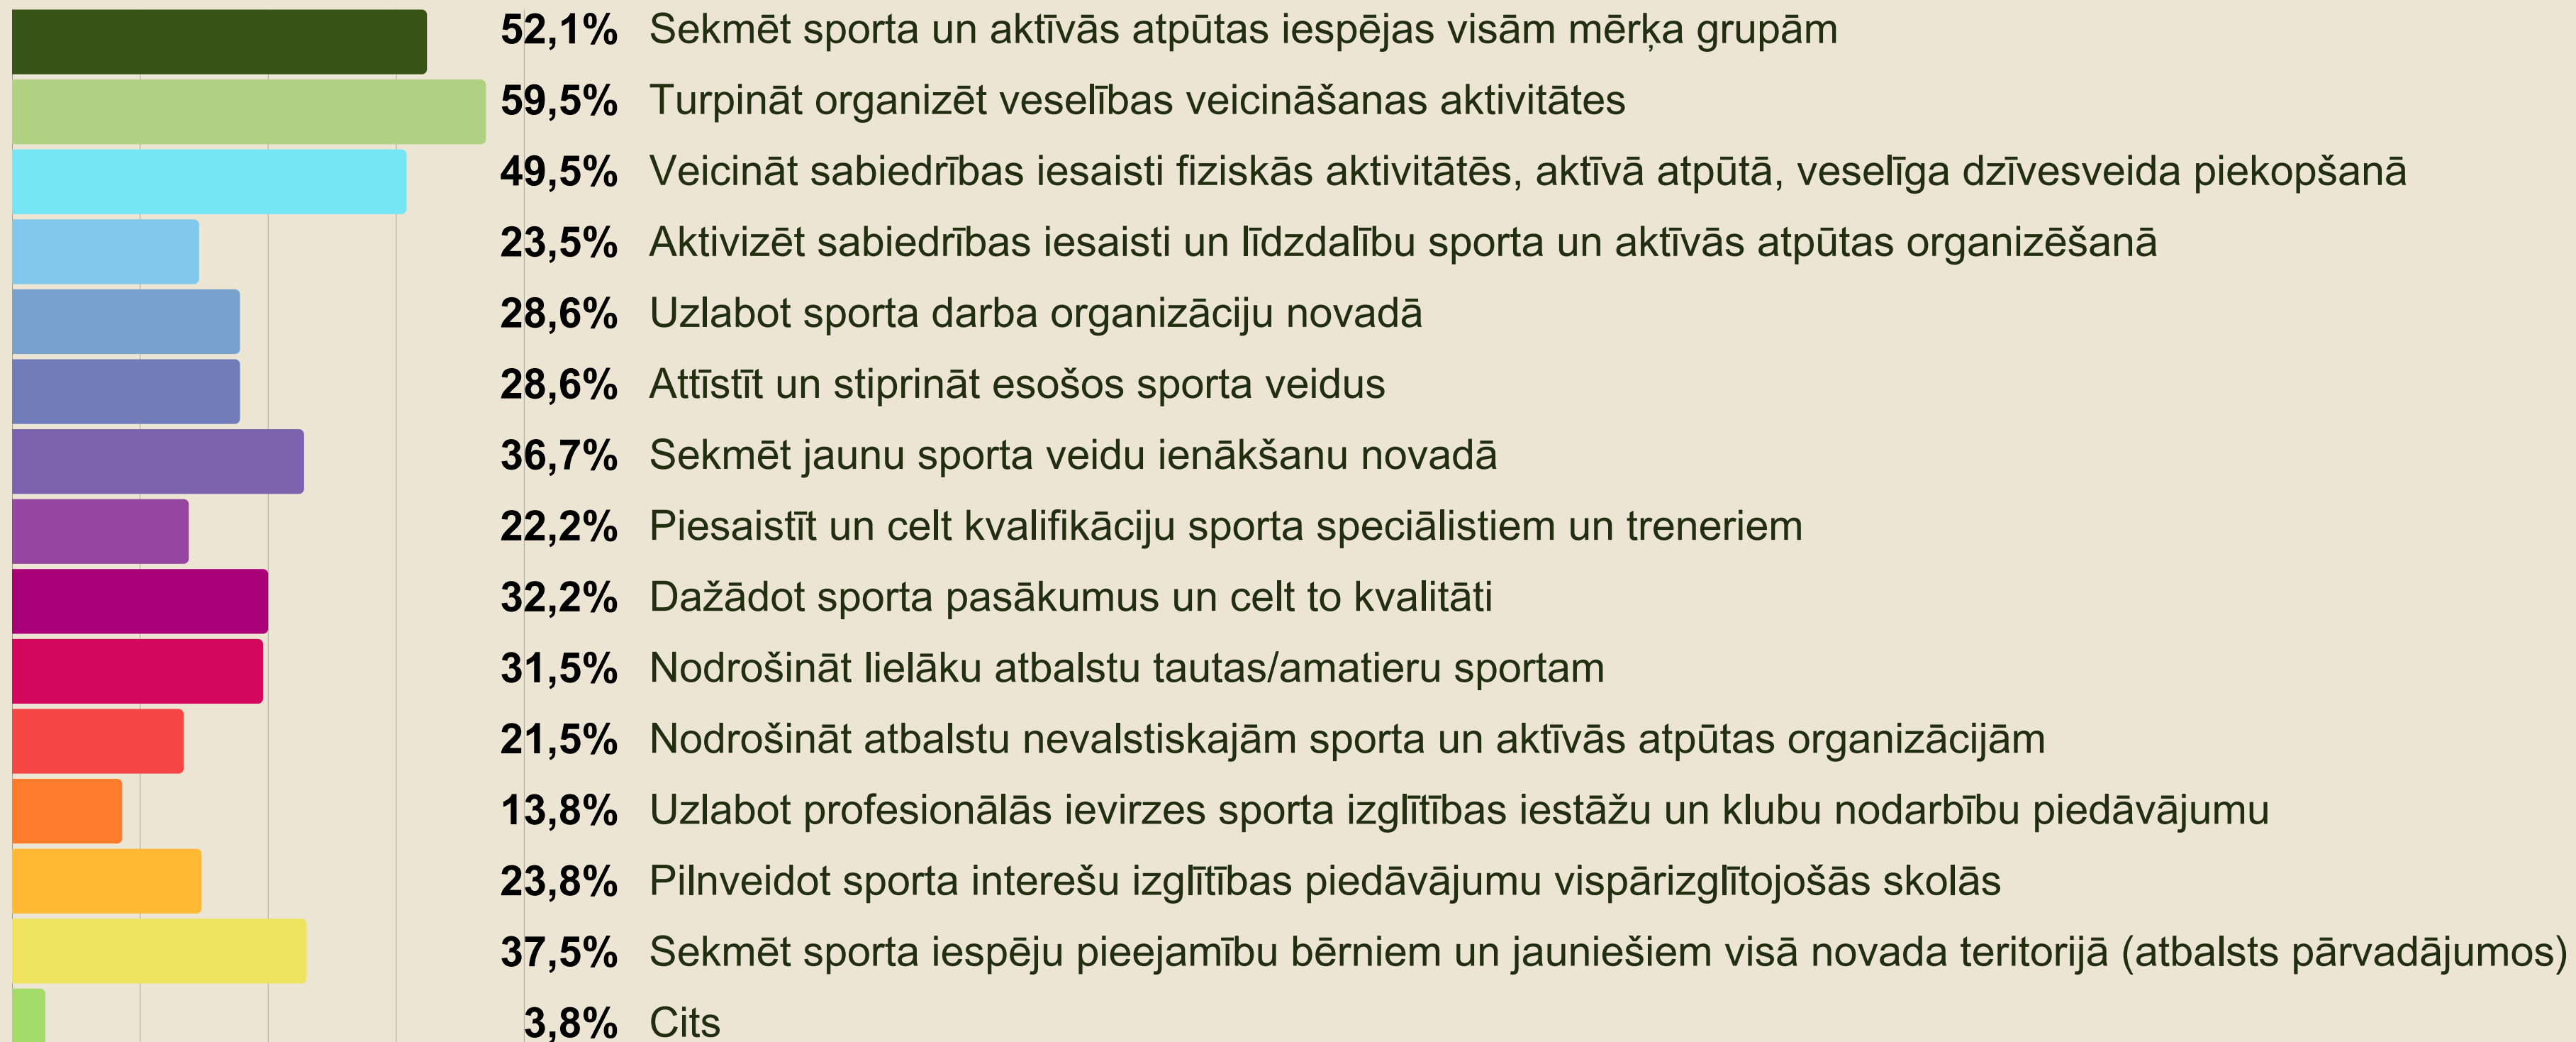 52,1% Sekmēt sporta un aktīvās atpūtas iespējas visām mērķa grupām
59,5% Turpināt organizēt veselības veicināšanas aktivitātes
49,5% Veicināt sabiedrības iesaisti fiziskās aktivitātēs, aktīvā atpūtā, veselīga dzīvesveida piekopšanā
23,5% Aktivizēt sabiedrības iesaisti un līdzdalību sporta un aktīvās atpūtas organizēšanā
28,6% Uzlabot sporta darba organizāciju novadā
28,6% Attīstīt un stiprināt esošos sporta veidus
36,7% Sekmēt jaunu sporta veidu ienākšanu novadā
22,2% Piesaistīt un celt kvalifikāciju sporta speciālistiem un treneriem
32,2% Dažādot sporta pasākumus un celt to kvalitāti
31,5% Nodrošināt lielāku atbalstu tautas/amatieru sportam
21,5% Nodrošināt atbalstu nevalstiskajām sporta un aktīvās atpūtas organizācijām
13,8% Uzlabot profesionālās ievirzes sporta izglītības iestāžu un klubu nodarbību piedāvājumu
23,8% Pilnveidot sporta interešu izglītības piedāvājumu vispārizglītojošās skolās
37,5% Sekmēt sporta iespēju pieejamību bērniem un jauniešiem visā novada teritorijā (atbalsts pārvadājumos)
3,8% Cits